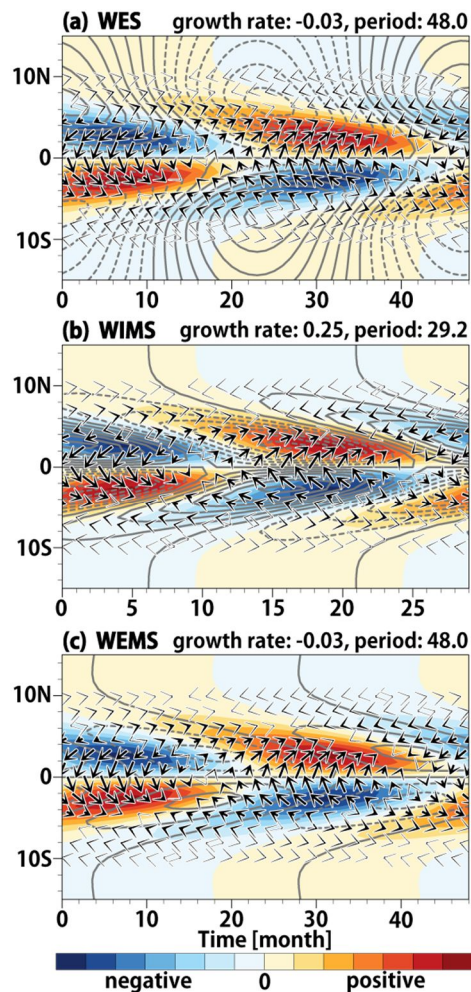 (a) WES growth rate: -0.03, period: 48.0
10N
0
10S
0 10 20 30 40
(b) WIMS growth rate: 0.25, period: 29.2
10N
0
10S
0 5 10 15 20 25
(c) WEMS growth rate: -0.03, period: 48.0
10N
0
10S
0 10 20 30 40
Time [month]
negative 0 positive